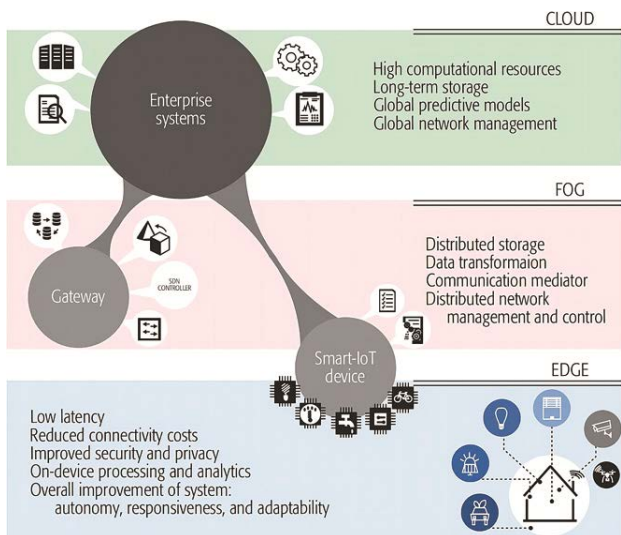 CLOUD
Enterprise
systems
High computational resources
Long-term storage
Global predictive models
Global network management
FOG
Gateway
SDN
CONTROLLER
Distributed storage
Data transformaion
Communication mediator
Distributed network
management and control
Smart-IoT
device
EDGE
Low latency
Reduced connectivity costs
Improved security and privacy
On-device processing and analytics
Overall improvement of system:
autonomy, responsiveness, and adaptability